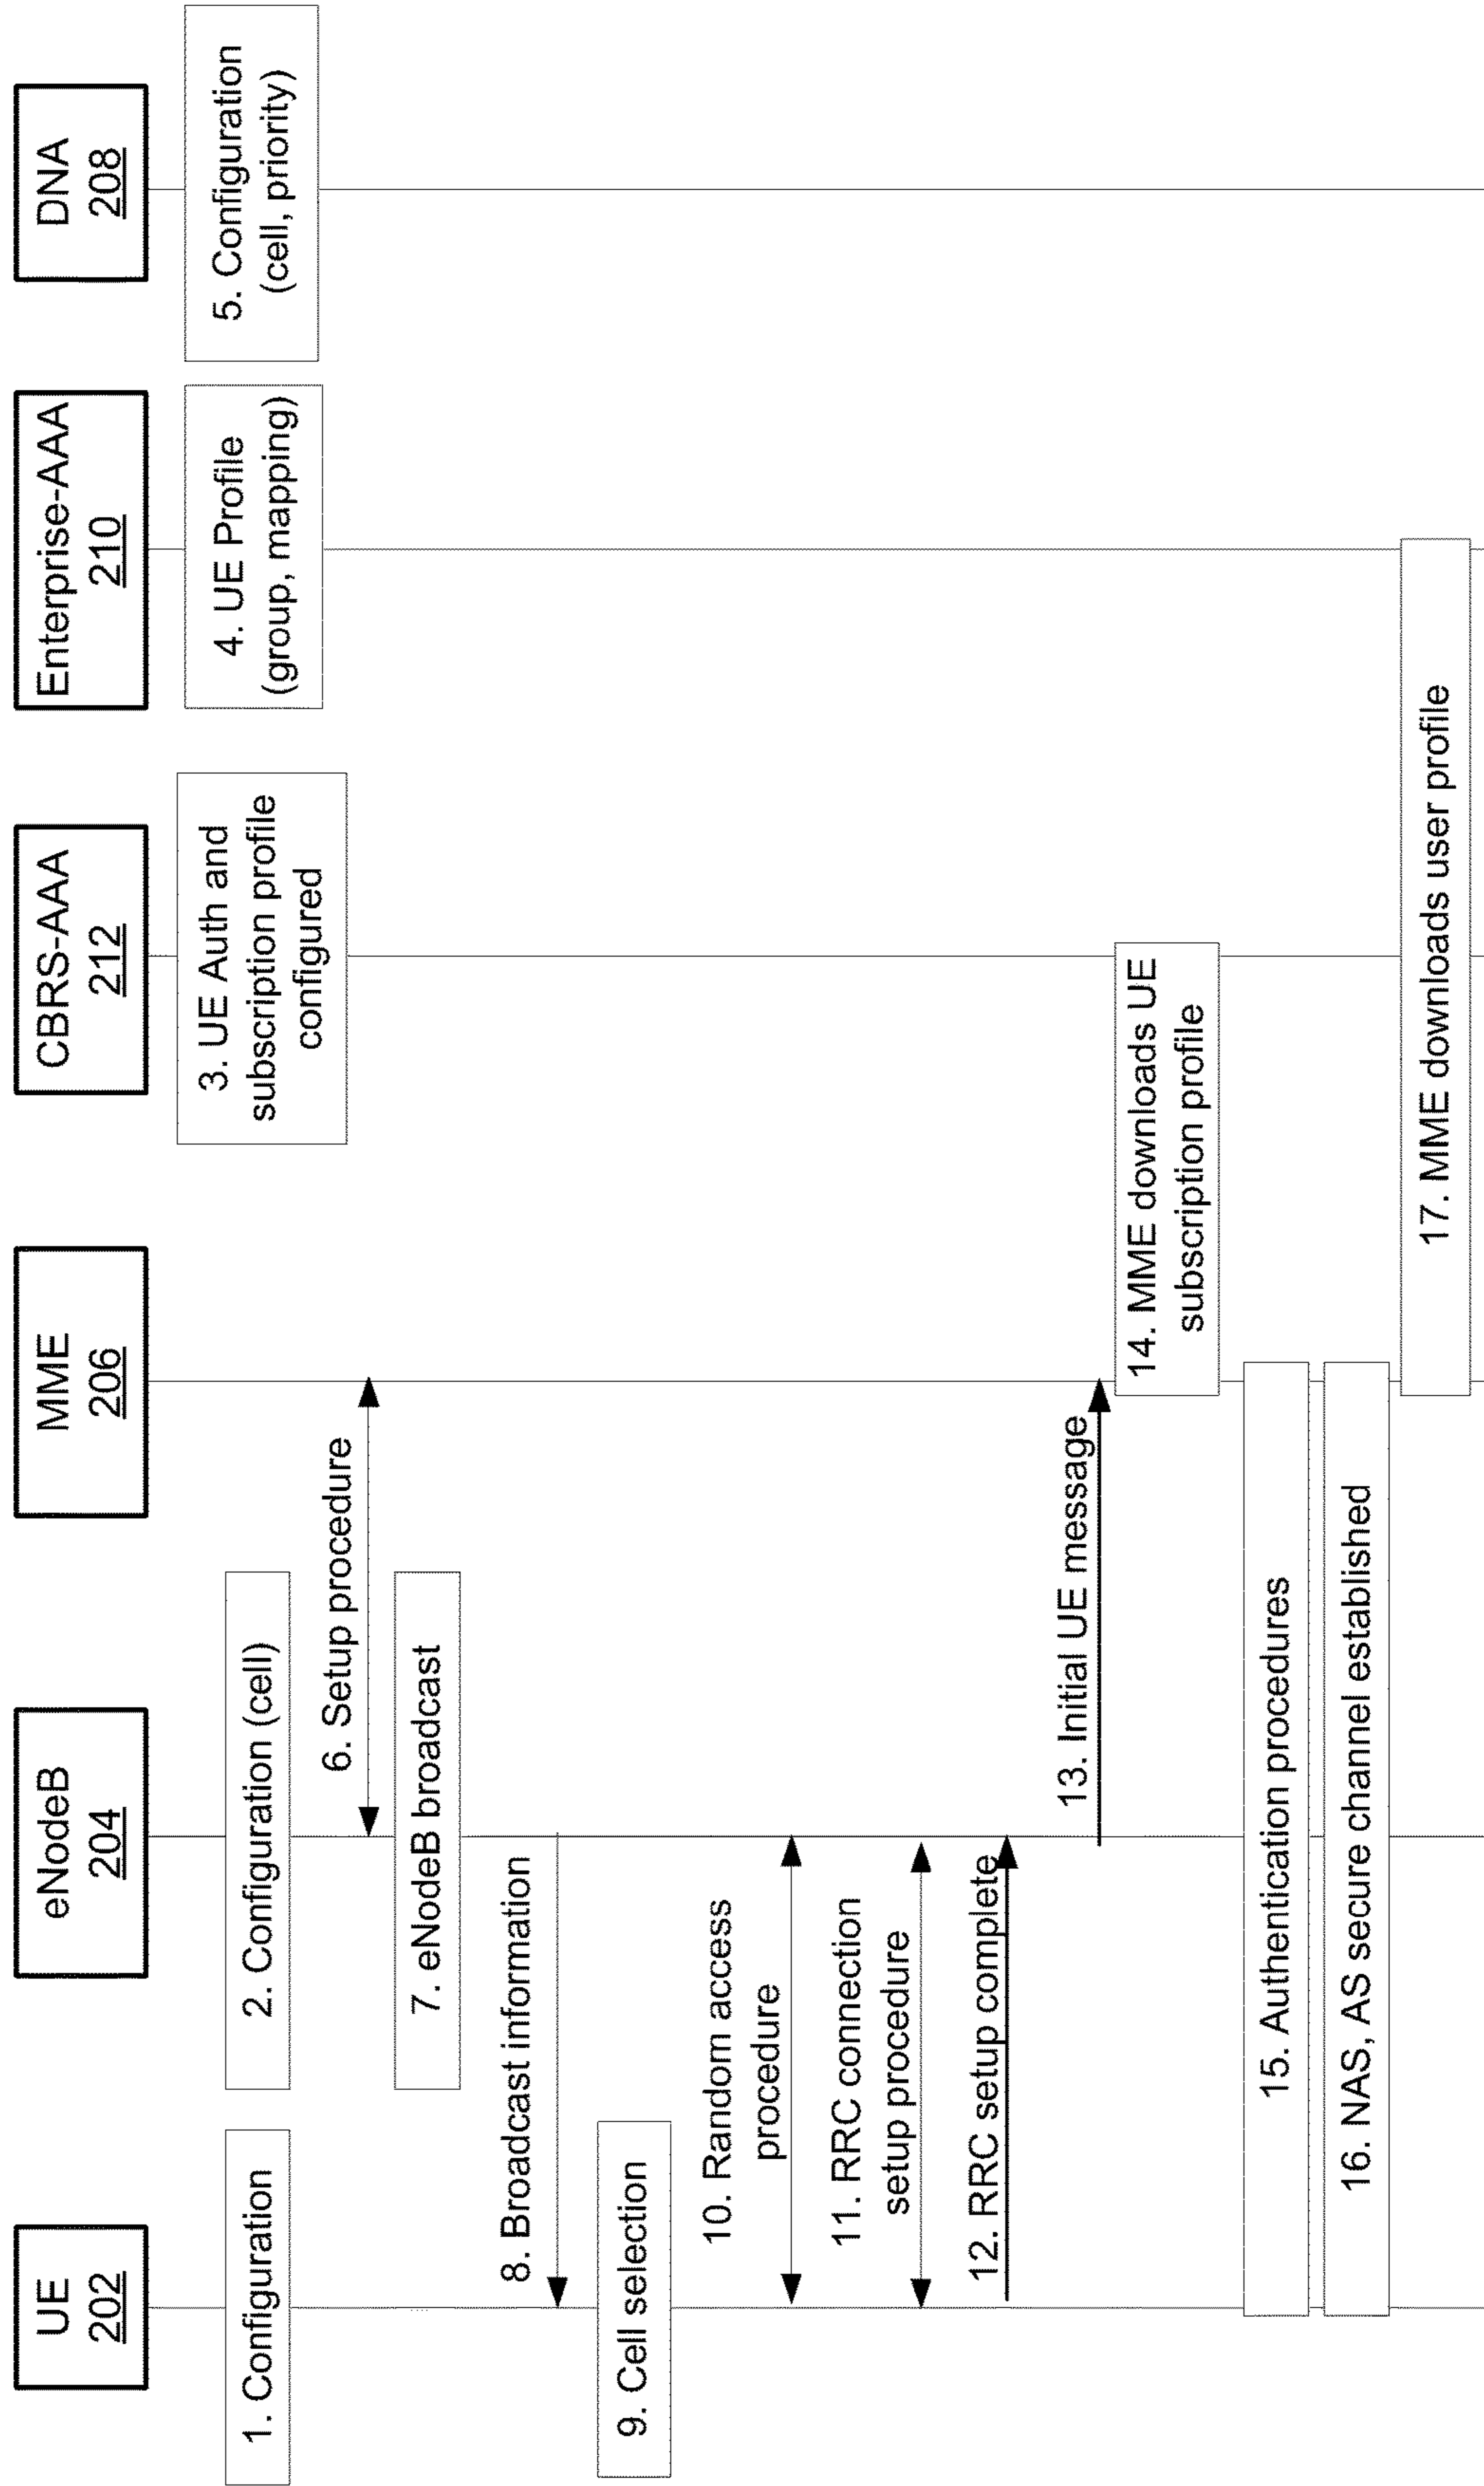 UE
202
eNodeB
204
MME
206
CBRS-AAA
212
Enterprise-AAA
210
DNA
208
1. Configuration
2. Configuration (cell)
3. UE Auth and
subscription profile
configured
4. UE Profile
(group, mapping)
5. Configuration
(cell, priority)
6. Setup procedure
7. eNodeB broadcast
8. Broadcast information
9. Cell selection
10. Random access
procedure
11. RRC connection
setup procedure
12. RRC setup complete
13. Initial UE message
14. MME downloads UE
subscription profile
15. Authentication procedures
16. NAS, AS secure channel established
17. MME downloads user profile